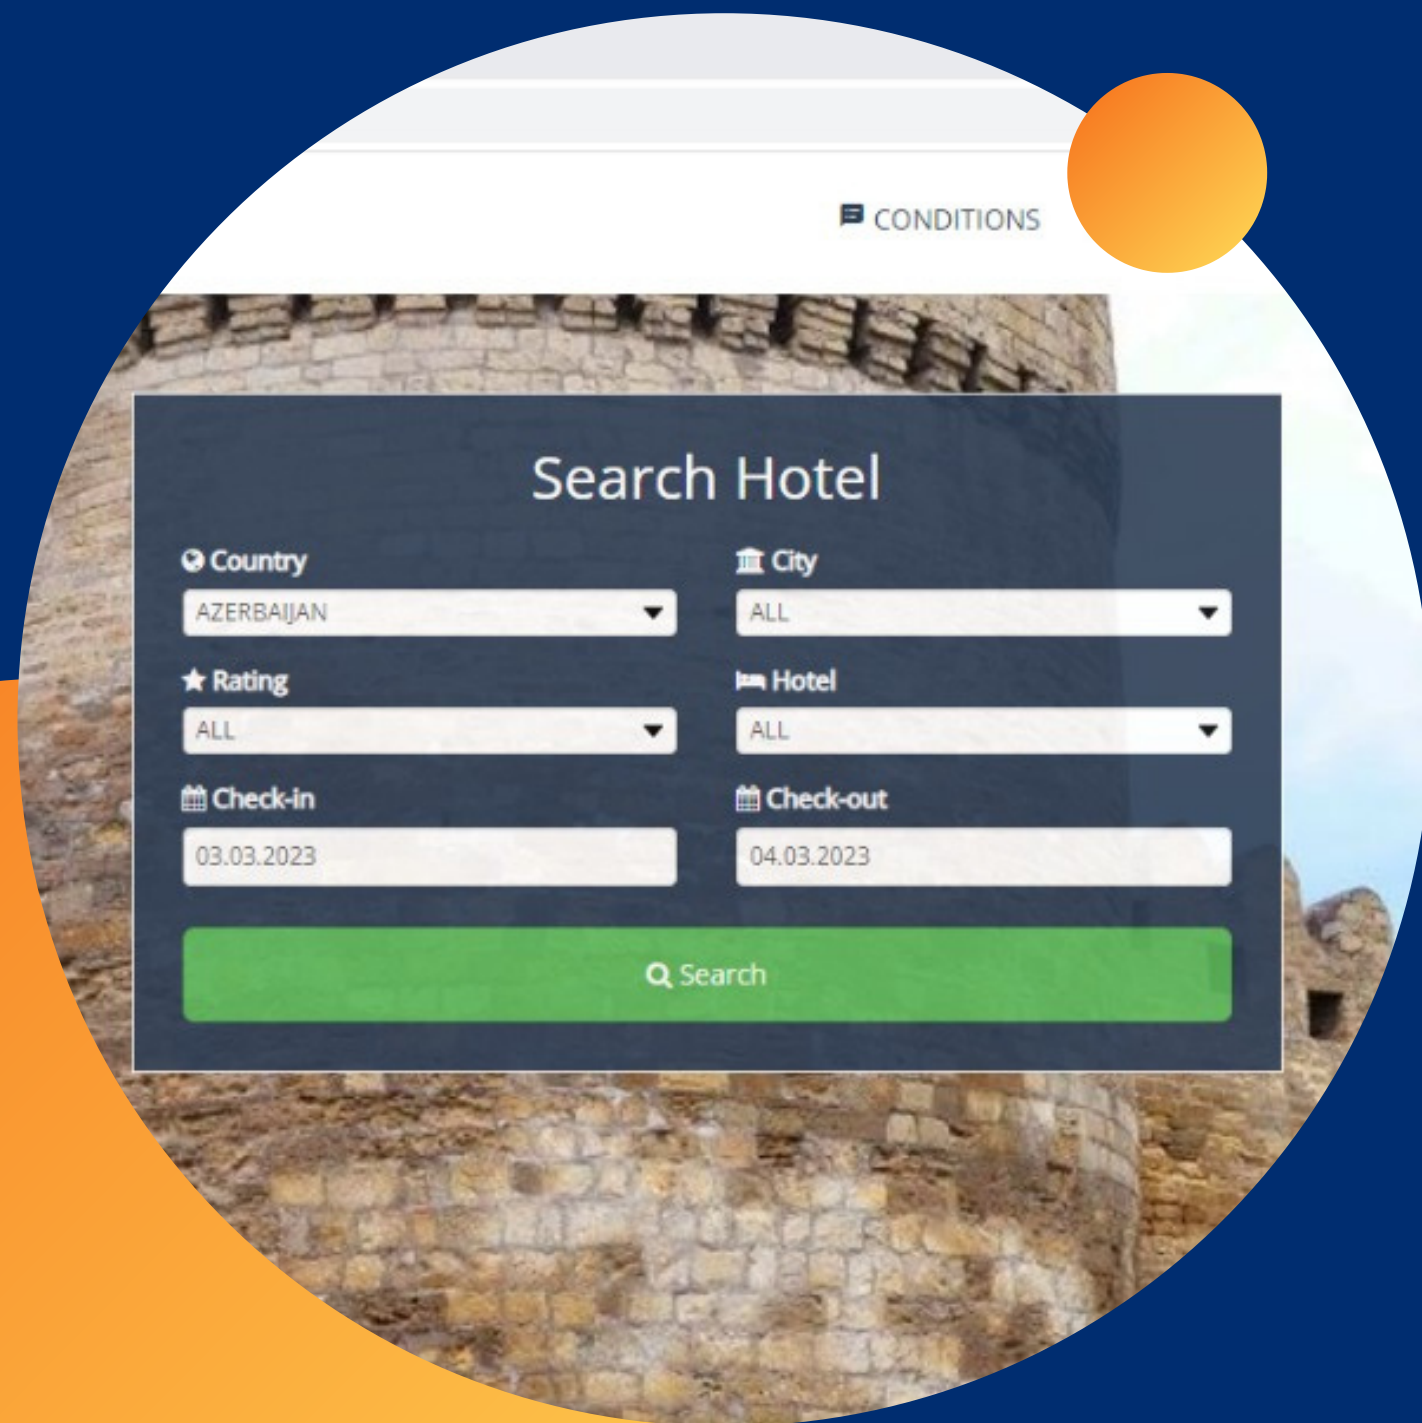 CONDITIONS
Search Hotel
Country
City
AZERBAIJAN
ALL
Rating
Hotel
ALL
ALL
Check-in
Check-out
03.03.2023
04.03.2023
Search